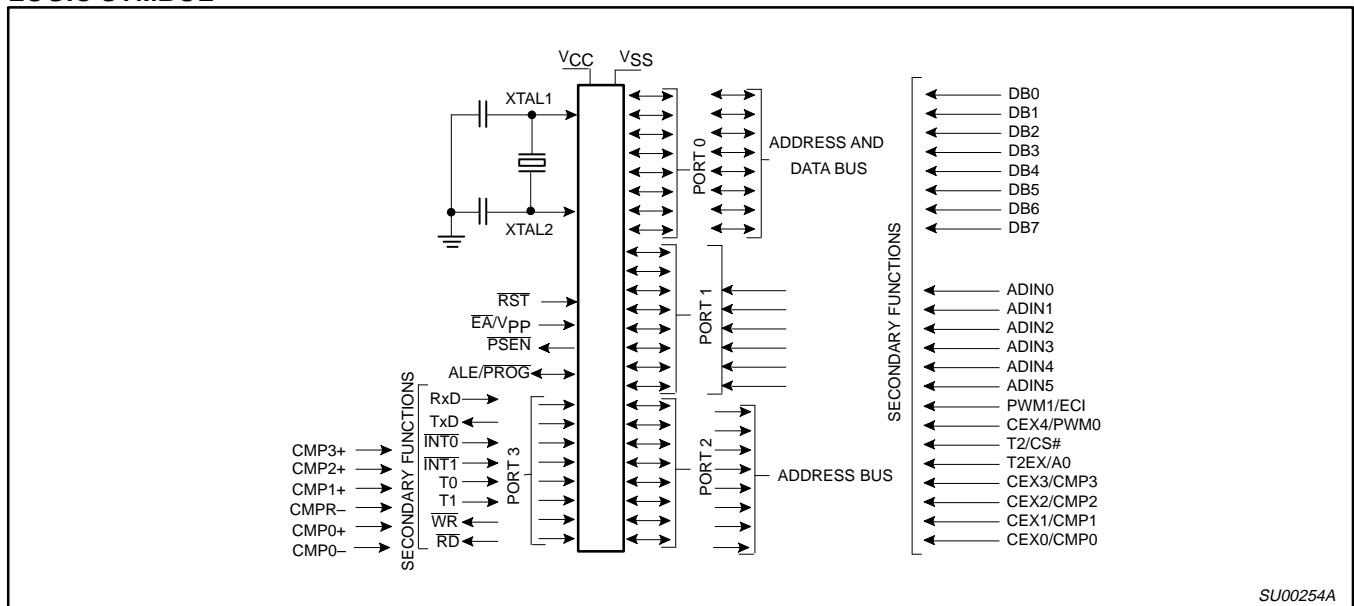 VCC VSS
XTAL1
XTAL2
RST
EA/VPP
PSEN
ALE/PROG
PORT 0
ADDRESS AND
DATA BUS
PORT 1
PORT 2
ADDRESS BUS
PORT 3
SECONDARY FUNCTIONS
RxD
TxD
INT0
INT1
T0
T1
WR
RD
CMP3+
CMP2+
CMP1+
CMPR–
CMP0+
CMP0–
SECONDARY FUNCTIONS
DB0
DB1
DB2
DB3
DB4
DB5
DB6
DB7
ADIN0
ADIN1
ADIN2
ADIN3
ADIN4
ADIN5
PWM1/ECI
CEX4/PWM0
T2/CS#
T2EX/A0
CEX3/CMP3
CEX2/CMP2
CEX1/CMP1
CEX0/CMP0
SU00254A